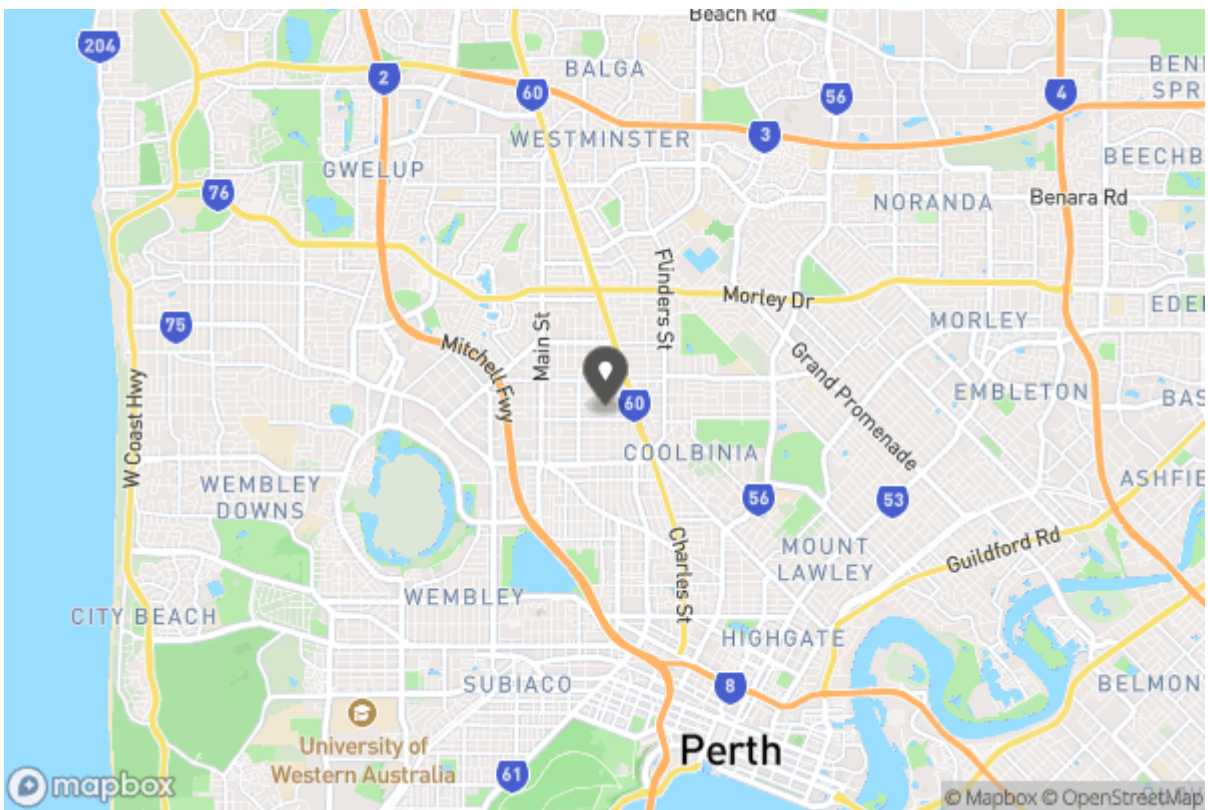 Beach Rd
204
2
BALGA
60
56
4
BEN
SPR
WESTMINSTER
3
GWELUP
BEECHB
76
NORANDA
Benara Rd
Flinders St
Morley Dr
EDE
75
Main St
MORLEY
Mitchell Fwy
Grand Promenade
W Coast Hwy
60
EMBLETON
BAS
COOLBINIA
WEMBLEY
DOWNS
56
53
ASHFIE
Charles St
MOUNT
LAWLEY
Guildford Rd
WEMBLEY
CITY BEACH
HIGHGATE
SUBIACO
8
BELMON
University of
Western Australia
Perth
61
mapbox
© Mapbox © OpenStreetMap